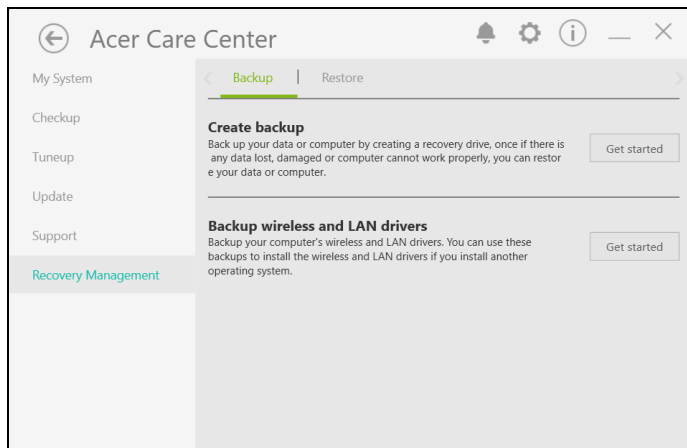 Acer Care Center
My System
Backup
Restore
Checkup
Create backup
Back up your data or computer by creating a recovery drive, once if there is
any data lost, damaged or computer cannot work properly, you can restor
e your data or computer.
Get started
Tuneup
Update
Support
Backup wireless and LAN drivers
Backup your computer's wireless and LAN drivers. You can use these
backups to install the wireless and LAN drivers if you install another
operating system.
Get started
Recovery Management